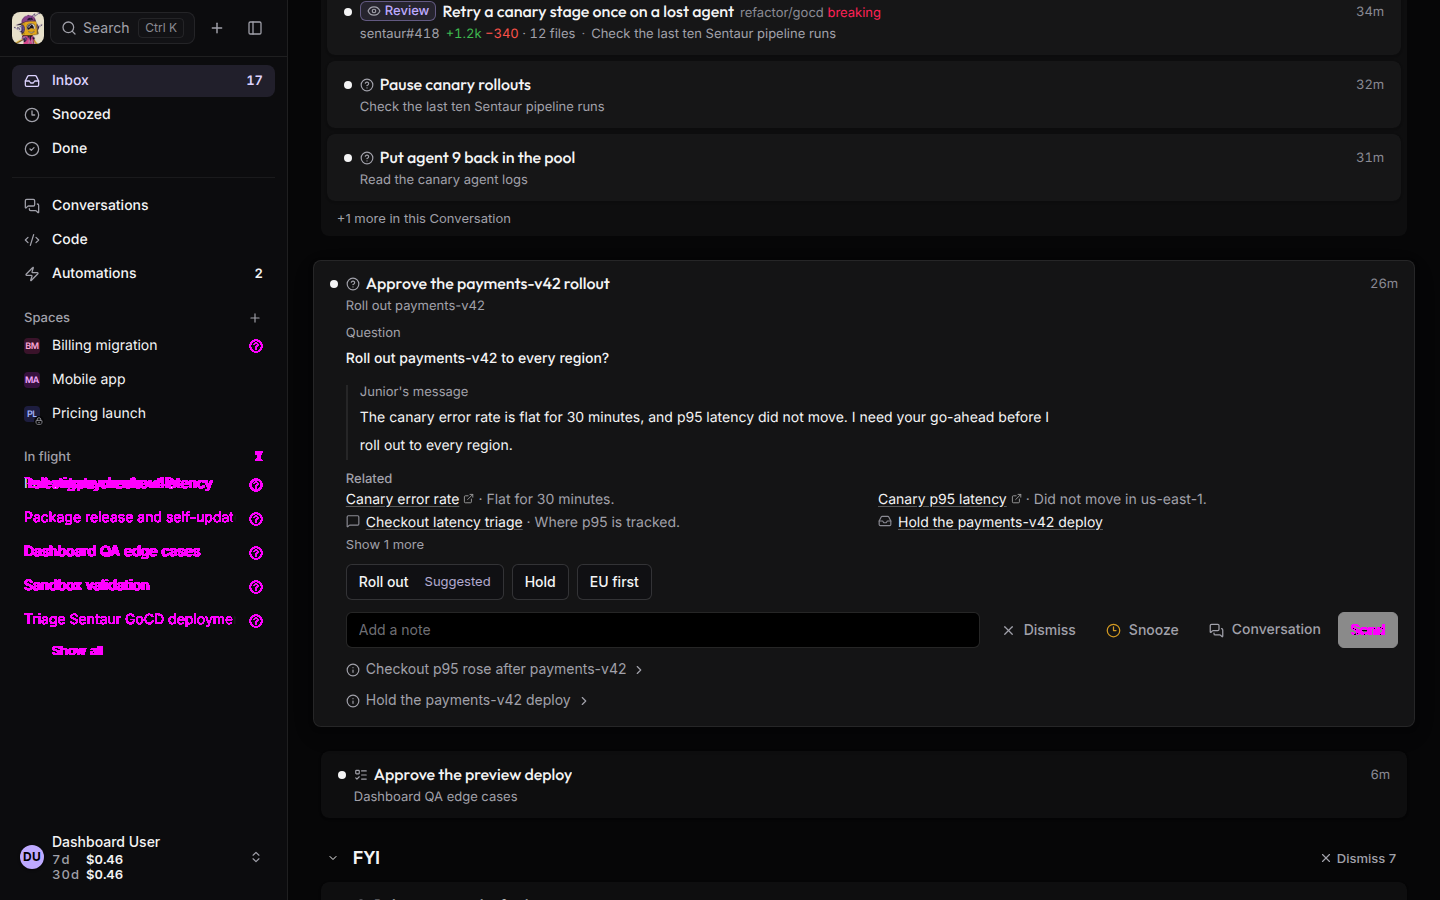 Search Ctrl K
Inbox 17
Snoozed
Done
Conversations
Code
Automations 2
Spaces
BM Billing migration
MA Mobile app
PL Pricing launch
In flight
Package release and self-updat
Dashboard QA edge cases
Sandbox validation
Triage Sentaur GoCD deployme
Show all
DU Dashboard User
7d $0.46
30d $0.46
Review Retry a canary stage once on a lost agent refactor/gocd breaking 34m
sentaur#418 +1.2k −340 · 12 files · Check the last ten Sentaur pipeline runs
Pause canary rollouts 32m
Check the last ten Sentaur pipeline runs
Put agent 9 back in the pool 31m
Read the canary agent logs
+1 more in this Conversation
Approve the payments-v42 rollout 26m
Roll out payments-v42
Question
Roll out payments-v42 to every region?
Junior's message
The canary error rate is flat for 30 minutes, and p95 latency did not move. I need your go-ahead before I
roll out to every region.
Related
Canary error rate · Flat for 30 minutes. Canary p95 latency · Did not move in us-east-1.
Checkout latency triage · Where p95 is tracked. Hold the payments-v42 deploy
Show 1 more
Roll out Suggested Hold EU first
Add a note Dismiss Snooze Conversation Send
Checkout p95 rose after payments-v42
Hold the payments-v42 deploy
Approve the preview deploy 6m
Dashboard QA edge cases
FYI Dismiss 7